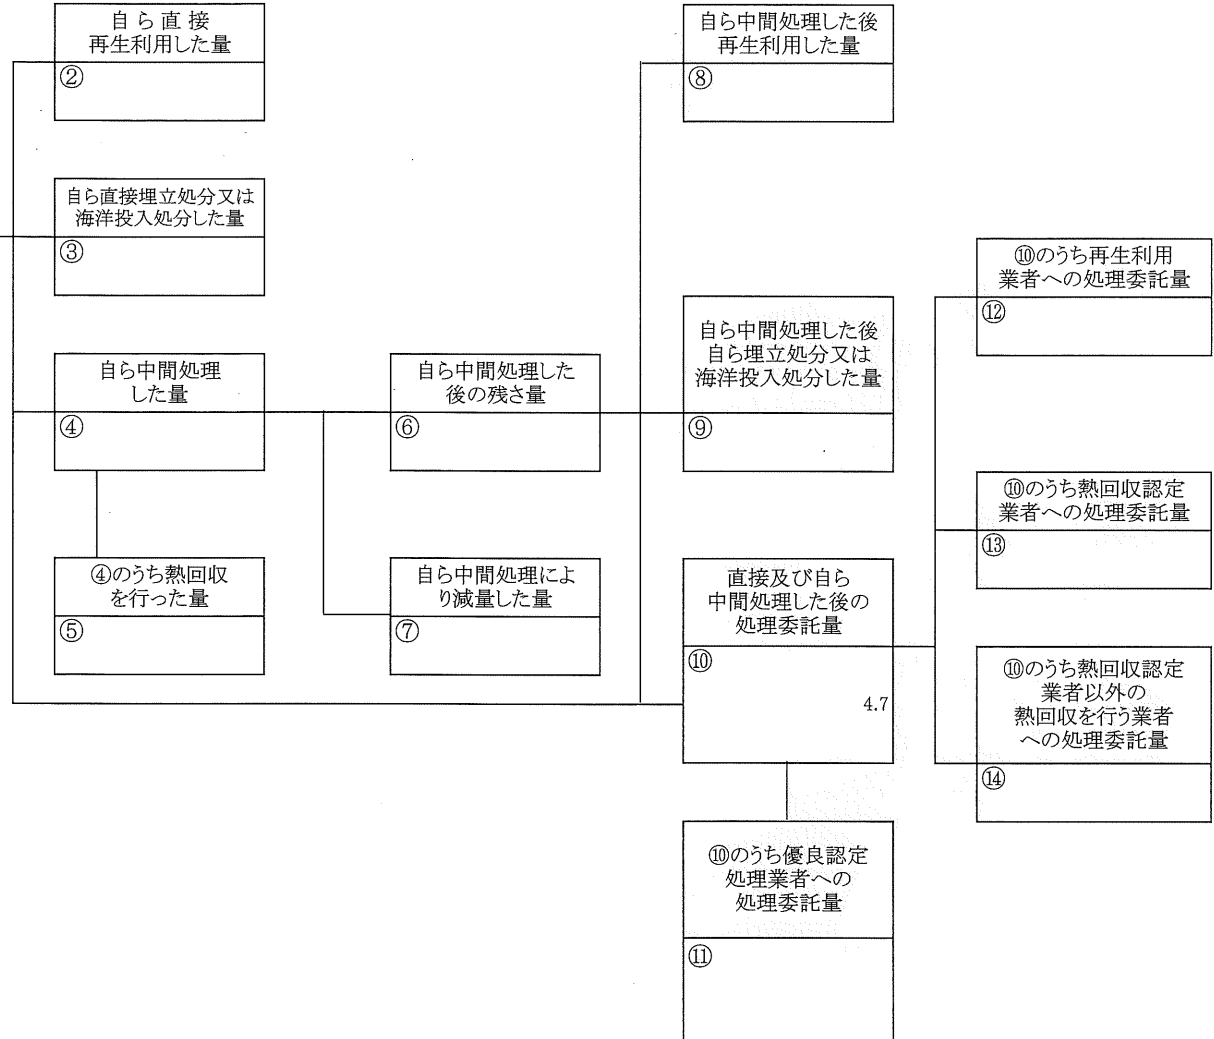 自 ら 直 接
再生利用した量
②
自ら直接埋立処分又は
海洋投入処分した量
③
自ら中間処理
した量
④
④のうち熱回収
を行った量
⑤
自ら中間処理した
後の残さ量
⑥
自ら中間処理によ
り減量した量
⑦
自ら中間処理した後
再生利用した量
⑧
自ら中間処理した後
自ら埋立処分又は
海洋投入処分した量
⑨
直接及び自ら
中間処理した後の
処理委託量
⑩
4.7
⑩のうち優良認定
処理業者への
処理委託量
⑪
⑩のうち再生利用
業者への処理委託量
⑫
⑩のうち熱回収認定
業者への処理委託量
⑬
⑩のうち熱回収認定
業者以外の
熱回収を行う業者
への処理委託量
⑭